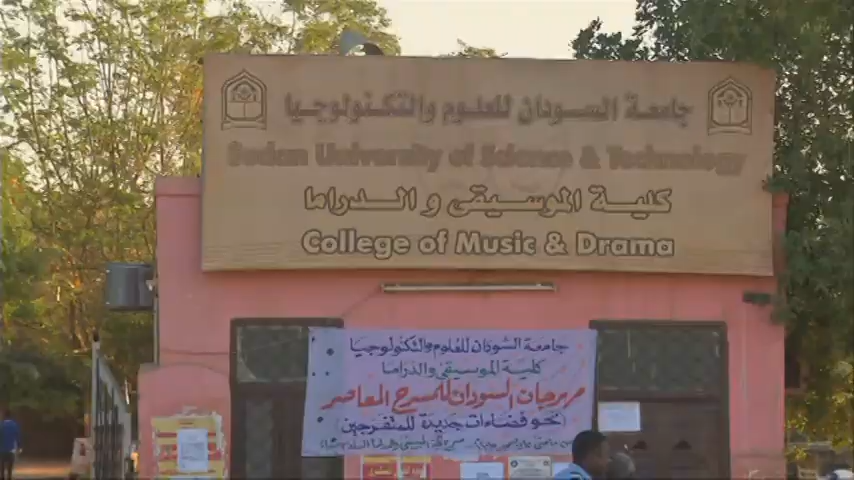 جامعة السودان للعلوم والتكنولوجيا
Sudan University of Science & Technology
كلية الموسيقى و الدراما
College of Music & Drama
جامعة السودان للعلوم والتكنولوجيا
كلية الموسيقى والدراما
مهرجان السودان للمسرح المعاصر
(نحو فضاءات جديدة للمتفرجين)